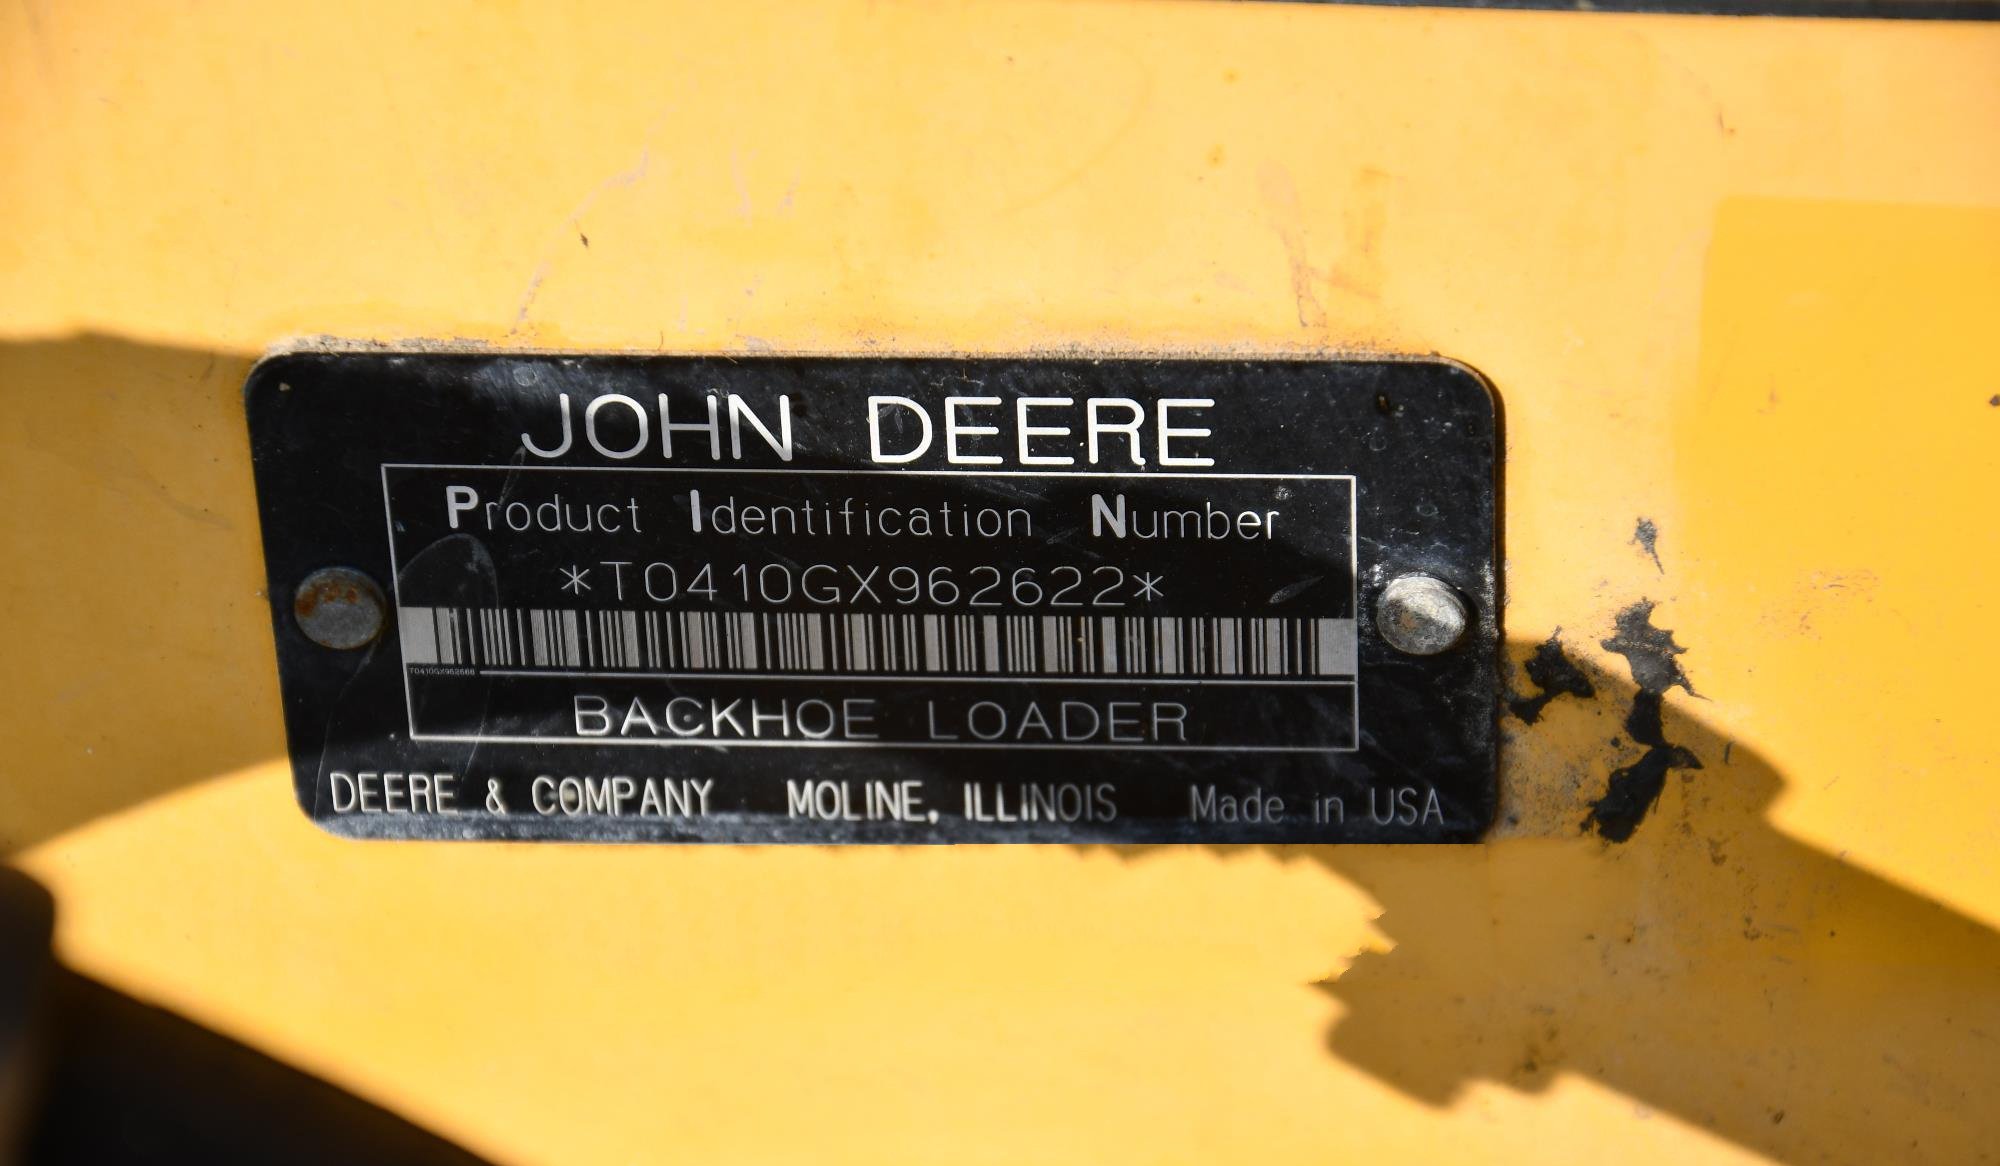 JOHN DEERE
Product Identification Number
*T0410GX962622*
BACKHOE LOADER
DEERE & COMPANY MOLINE, ILLINOIS Made in USA